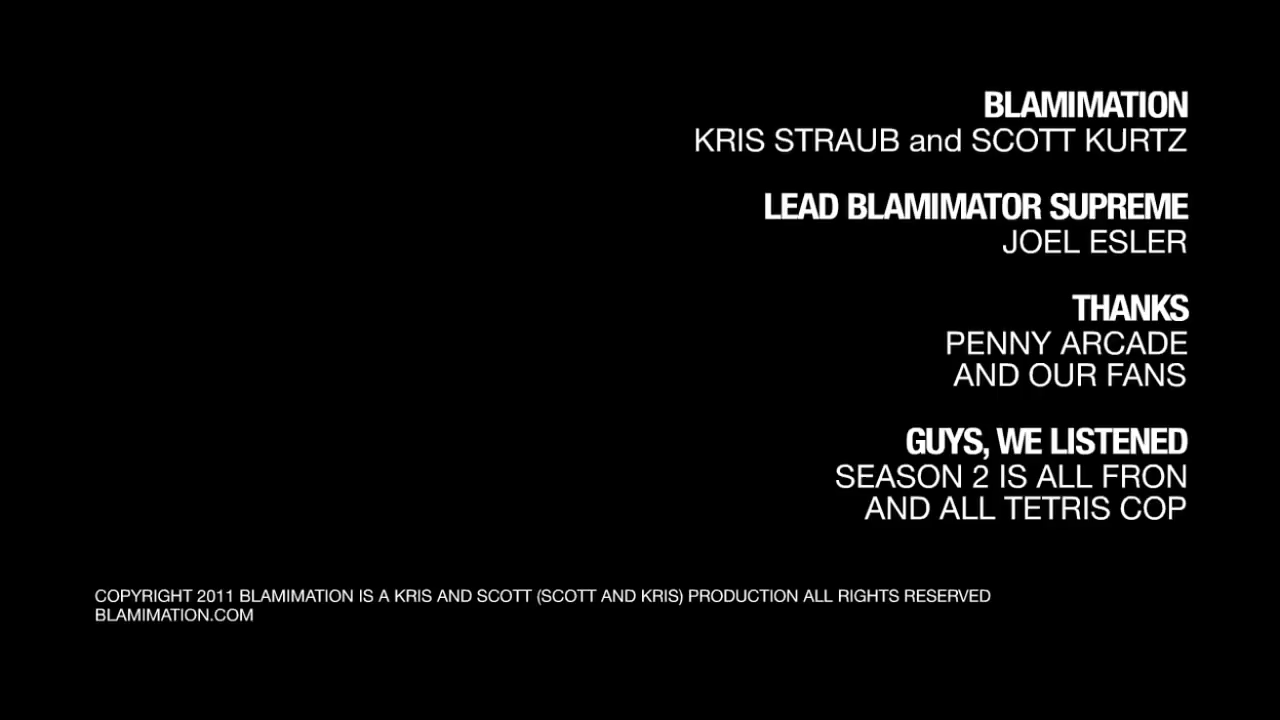 BLAMIMATION
KRIS STRAUB and SCOTT KURTZ
LEAD BLAMIMATOR SUPREME
JOEL ESLER
THANKS
PENNY ARCADE
AND OUR FANS
GUYS, WE LISTENED
SEASON 2 IS ALL FRON
AND ALL TETRIS COP
COPYRIGHT 2011 BLAMIMATION IS A KRIS AND SCOTT (SCOTT AND KRIS) PRODUCTION ALL RIGHTS RESERVED
BLAMIMATION.COM